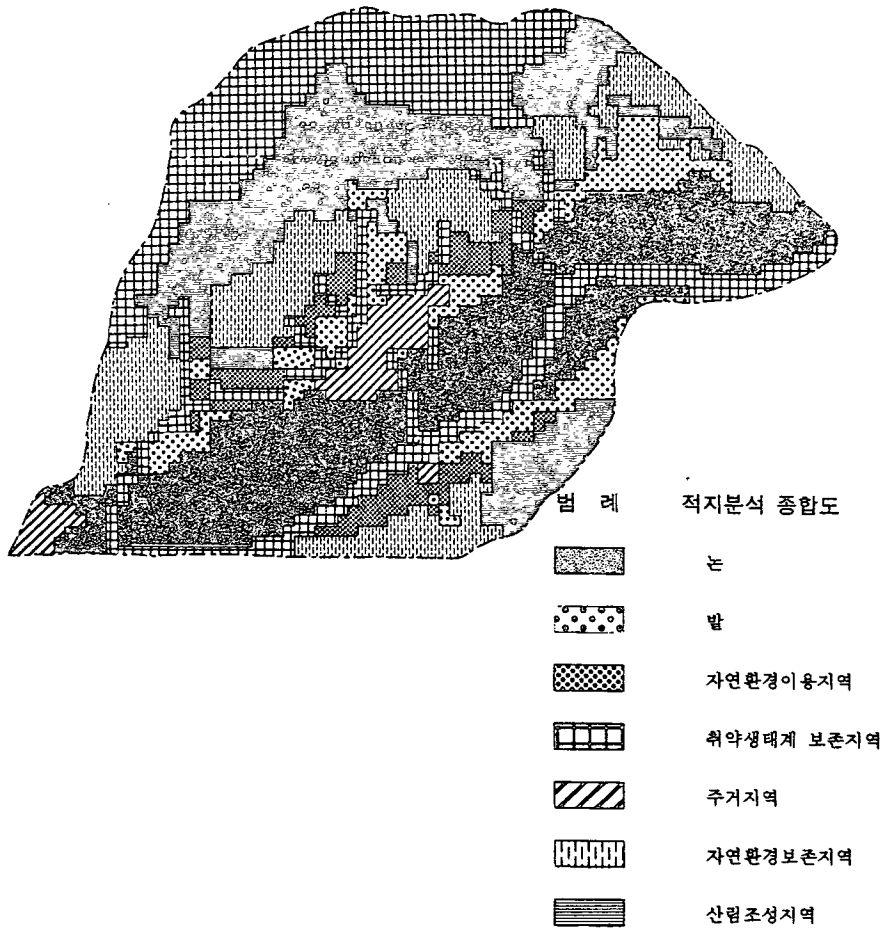 범 례 적지분석 종합도
논
밭
자연환경이용지역
취약생태계 보존지역
주거지역
자연환경보존지역
산림조성지역